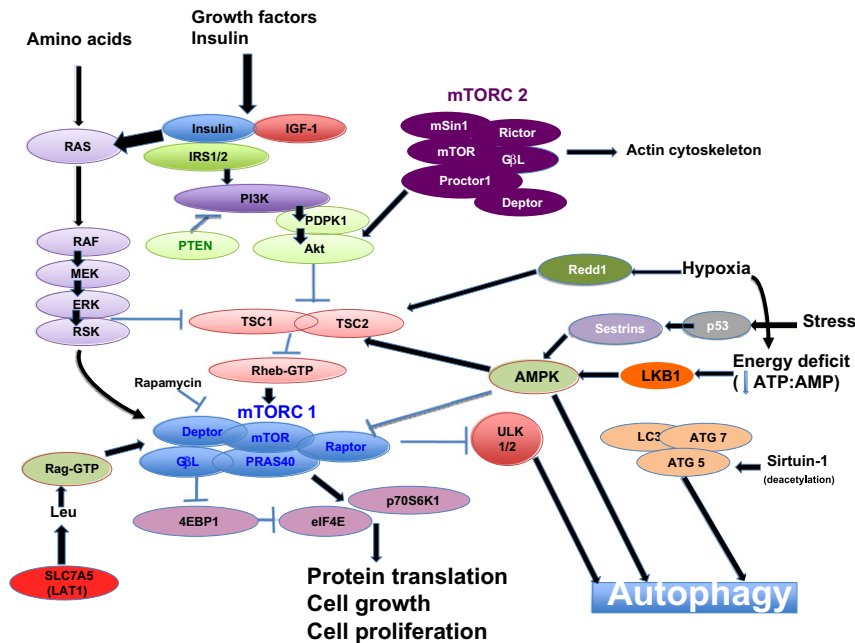 Growth factors
Insulin
Amino acids
mTORC 2
mSin1
Rictor
mTOR
GβL
Proctor1
Deptor
Actin cytoskeleton
RAS
Insulin
IGF-1
IRS1/2
PI3K
PDPK1
PTEN
Akt
RAF
MEK
ERK
RSK
TSC1
TSC2
Redd1
Hypoxia
Sestrins
p53
Stress
Rheb-GTP
AMPK
LKB1
Energy deficit
( ATP:AMP)
Rapamycin
mTORC 1
Deptor
mTOR
Raptor
GβL
PRAS40
ULK
1/2
LC3
ATG 7
ATG 5
Sirtuin-1
(deacetylation)
Rag-GTP
Leu
SLC7A5
(LAT1)
4EBP1
eIF4E
p70S6K1
Protein translation
Cell growth
Cell proliferation
Autophagy